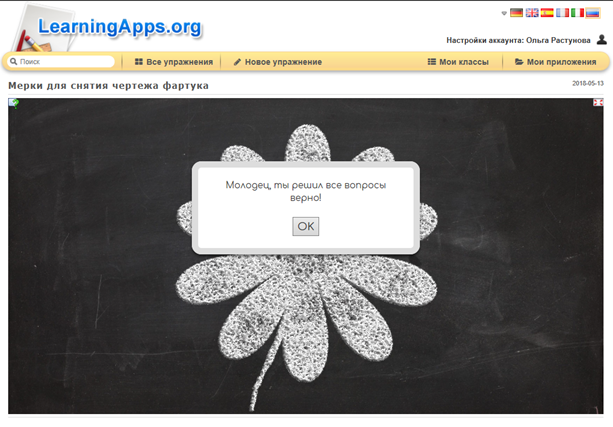 LearningApps.org
Настройки аккаунта: Ольга Растунова
Поиск
Все упражнения
Новое упражнение
Мои классы
Мои приложения
Мерки для снятия чертежа фартука
2018-05-13
Молодец, ты решил все вопросы
верно!
OK